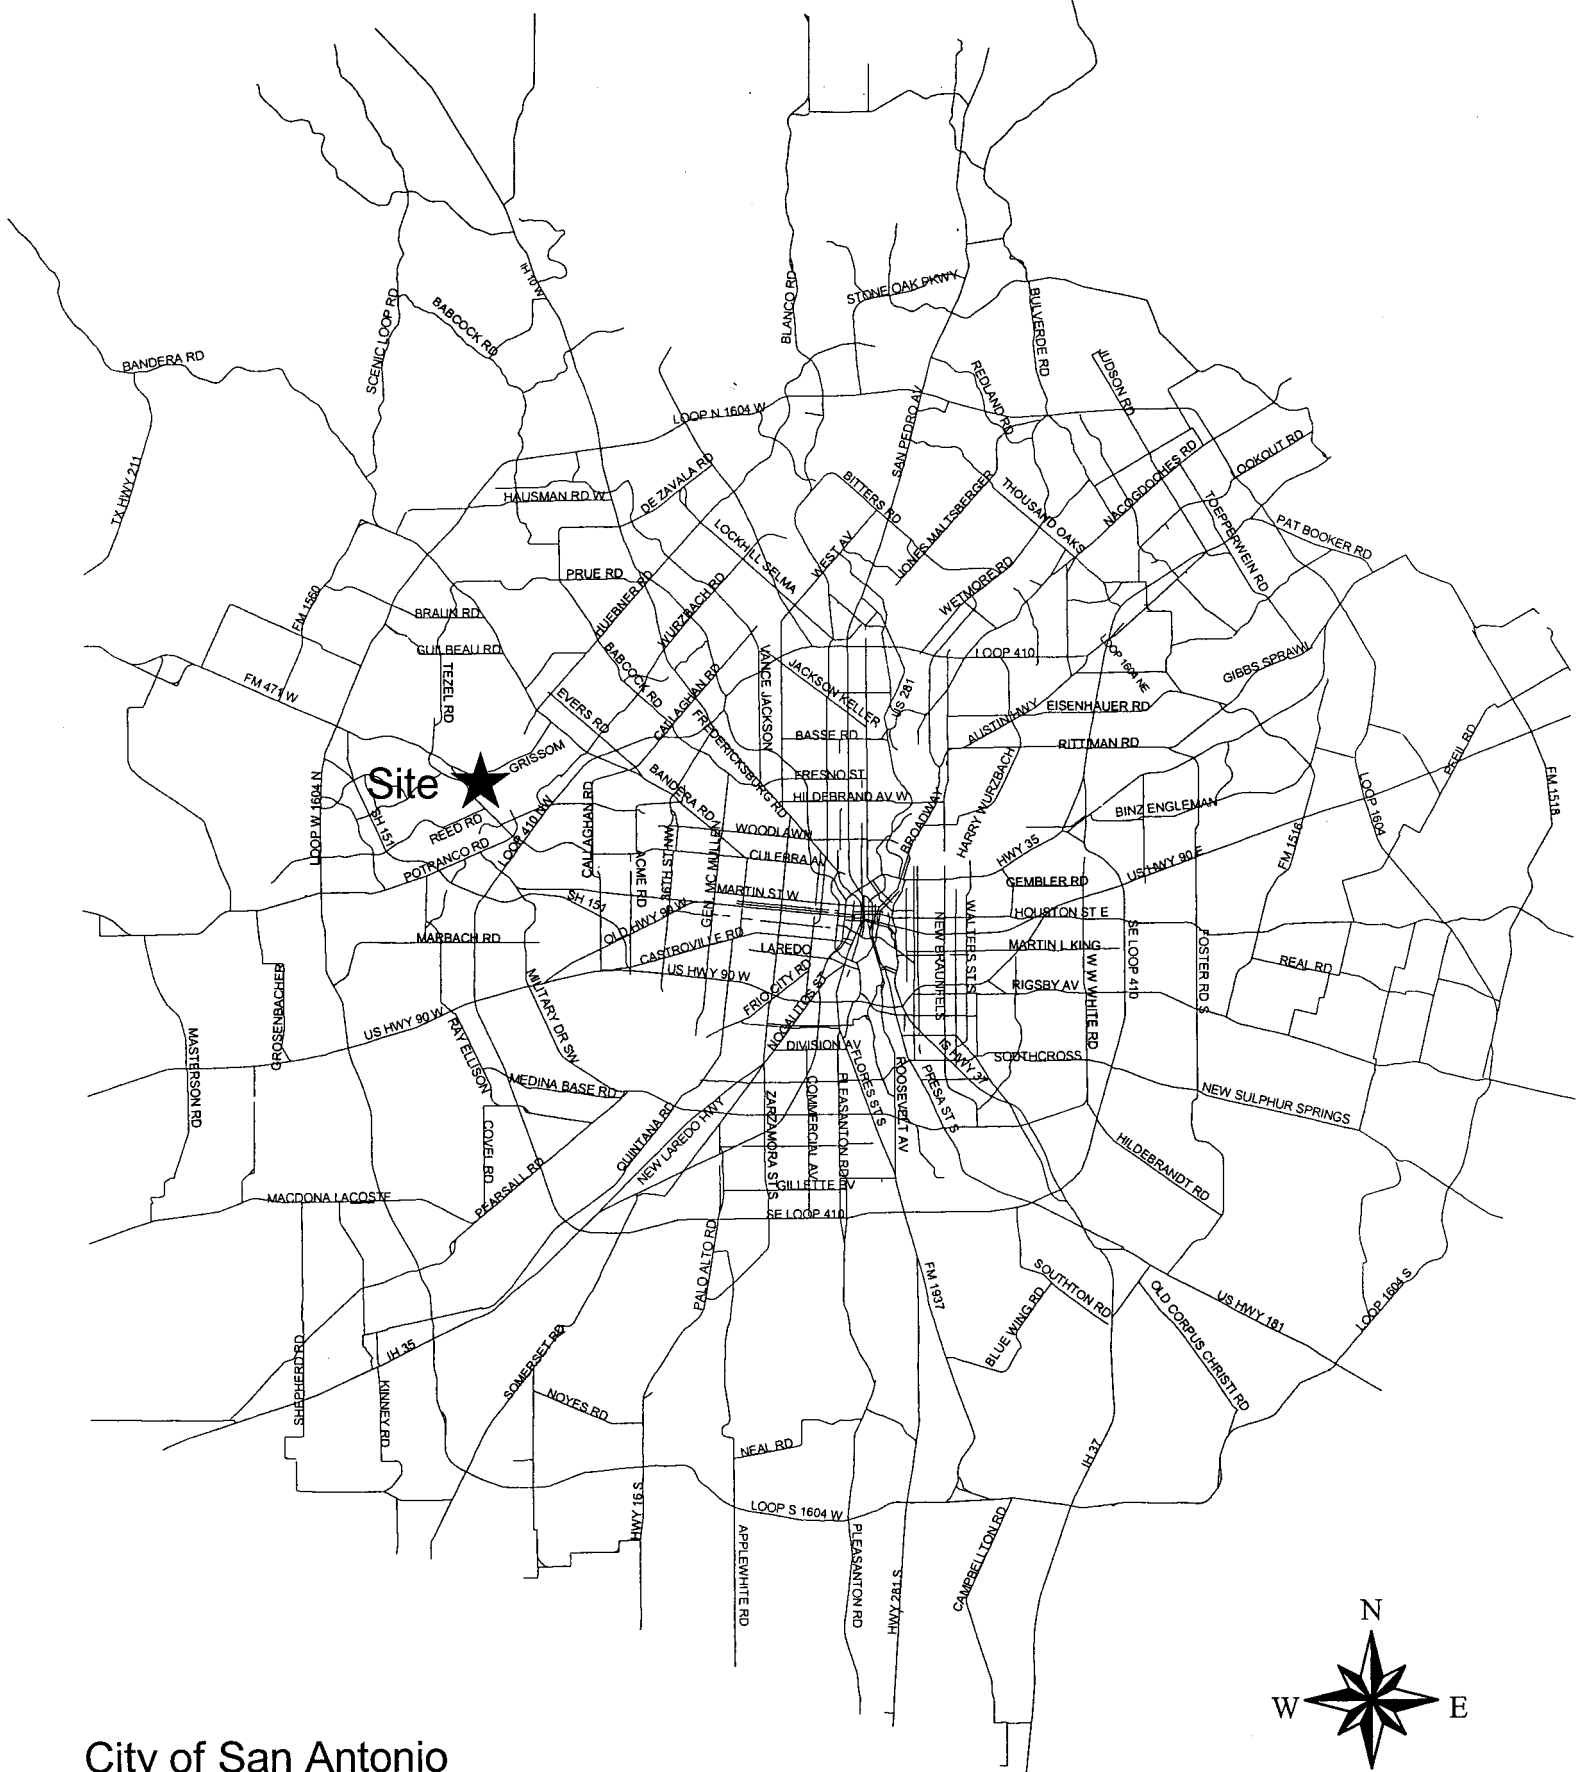 IH 10 W
STONE OAK PKWY
BLANCO RD
BULVERDE RD
SCENIC LOOP RD
BABCOCK RD
BANDERA RD
JUDSON RD
REDLAND RD
LOOP N 1604 W
SAN PEDRO AV
TX HWY 211
HAUSMAN RD W
DE ZAVALA RD
BITTERS RD
JONES MALTSBERGER
THOUSAND OAKS
NACOGDOCHES RD
LOOKOUT RD
TOEPPERWEIN RD
PAT BOOKER RD
LOCKHILL SELMA
WEST AV
WETMORE RD
PRUE RD
HUEBNER RD
WURZBACH RD
FM 1560
BRAUN RD
GUILBEAU RD
TEZEL RD
BABCOCK RD
CALLAGHAN RD
VANCE JACKSON
JACKSON KELLER
US 281
LOOP 410
LOOP 1604 NE
GIBBS SPRAWL
FM 471 W
EVERS RD
FREDERICKSBURG RD
BASSE RD
AUSTIN HWY
EISENHAUER RD
RITTIMAN RD
PFEIL RD
FM 1518
GRISSOM
Site
LOOP W 1604 N
SH 151
REED RD
POTRANCO RD
LOOP 410 NW
CALLAGHAN RD
BANDERA RD N
FRESNO ST
HILDEBRAND AV W
BROADWAY
HARRY WURZBACH
BINZ ENGLEMAN
LOOP 1604
FM 1516
WOODLAWN
CULEBRA AV
ACME RD
36TH ST NW
GEN. MC MULLEN
HWY 35
US HWY 90 E
GEMBLER RD
MARTIN ST W
SH 151
OLD HWY 90 W
HOUSTON ST E
MARBACH RD
CASTROVILLE RD
LAREDO
NEW BRAUNFELS
WALTERS ST S
MARTIN L KING
SE LOOP 410
FOSTER RD S
REAL RD
US HWY 90 W
FRIO CITY RD
NOGALITOS ST
RIGSBY AV
W W WHITE RD
GROSENBACHER
MASTERSON RD
US HWY 90 W
MILITARY DR SW
RAY ELLISON
DIVISION AV
IS HWY 37
SOUTHCROSS
MEDINA BASE RD
FLORES ST S
ROOSEVELT AV
PRESA ST S
NEW SULPHUR SPRINGS
COVEL RD
QUINTANA RD
NEW LAREDO HWY
ZARZAMORA ST S
COMMERCIAL AV
PLEASANTON RD
HILDEBRANDT RD
PEARSALL RD
MACDONA LACOSTE
GILLETTE BV
SE LOOP 410
PALO ALTO RD
FM 1937
SOUTHTON RD
BLUE WING RD
OLD CORPUS CHRISTI RD
US HWY 181
LOOP 1604 S
SHEPHERD RD
IH 35
KINNEY RD
SOMERSET RD
NOYES RD
NEAL RD
IH 37
HWY 16 S
LOOP S 1604 W
APPLEWHITE RD
PLEASANTON RD
HWY 281 S
CAMPBELLTON RD
N
W E
City of San Antonio